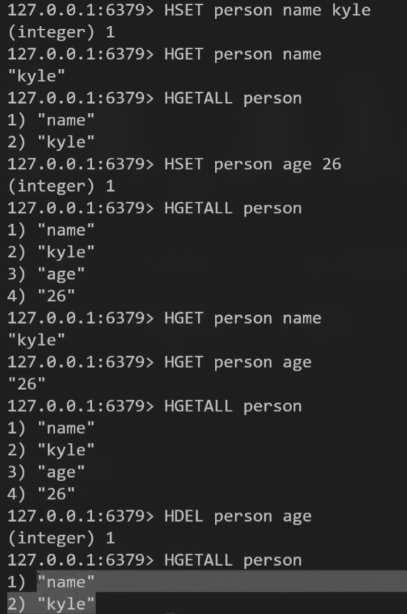 127.0.0.1:6379> HSET person name kyle
(integer) 1
127.0.0.1:6379> HGET person name
"kyle"
127.0.0.1:6379> HGETALL person
1) "name"
2) "kyle"
127.0.0.1:6379> HSET person age 26
(integer) 1
127.0.0.1:6379> HGETALL person
1) "name"
2) "kyle"
3) "age"
4) "26"
127.0.0.1:6379> HGET person name
"kyle"
127.0.0.1:6379> HGET person age
"26"
127.0.0.1:6379> HGETALL person
1) "name"
2) "kyle"
3) "age"
4) "26"
127.0.0.1:6379> HDEL person age
(integer) 1
127.0.0.1:6379> HGETALL person
1) "name"
2) "kyle"